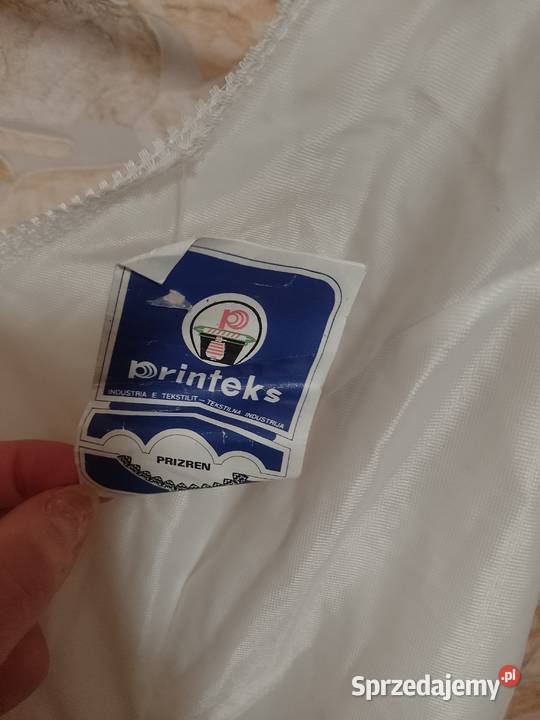 P
printeks
INDUSTRIA E TEKSTILIT - TEKSTILNA INDUSTRIJA
PRIZREN
Sprzedajemy.pl